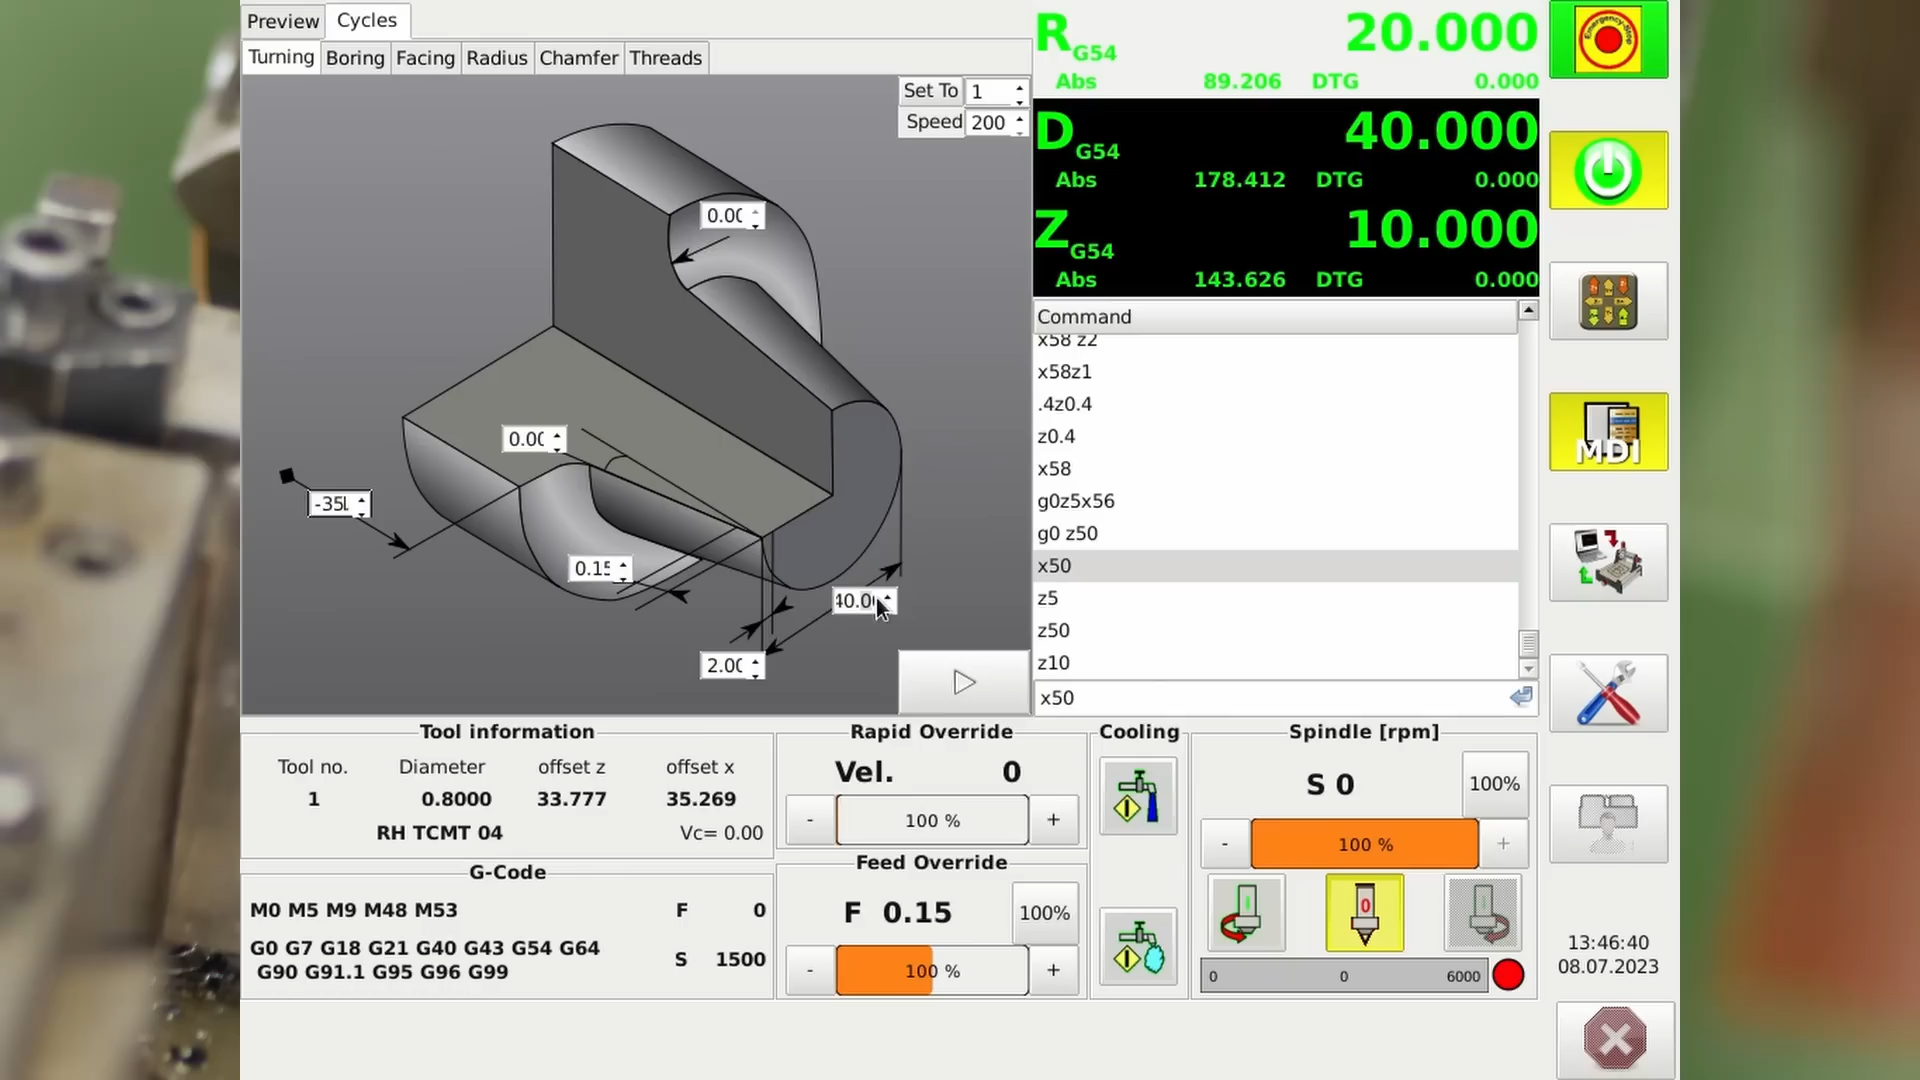 Preview Cycles
Turning Boring Facing Radius Chamfer Threads
Set To 1
Speed 200
0.00
0.00
-35
0.15
40.0
2.00
R G54 20.000
Abs 89.206 DTG 0.000
D G54 40.000
Abs 178.412 DTG 0.000
Z G54 10.000
Abs 143.626 DTG 0.000
Command
x58 z2
x58z1
.4z0.4
z0.4
x58
g0z5x56
g0 z50
x50
z5
z50
z10
x50
Emergency-Stop
MDI
Tool information
Tool no. Diameter offset z offset x
1 0.8000 33.777 35.269
RH TCMT 04 Vc= 0.00
G-Code
M0 M5 M9 M48 M53 F 0
G0 G7 G18 G21 G40 G43 G54 G64
G90 G91.1 G95 G96 G99
S 1500
Rapid Override
Vel. 0
- 100 % +
Feed Override
F 0.15 100%
- 100 % +
Cooling
Spindle [rpm]
S 0 100%
- 100 % +
0
0 0 6000
13:46:40
08.07.2023